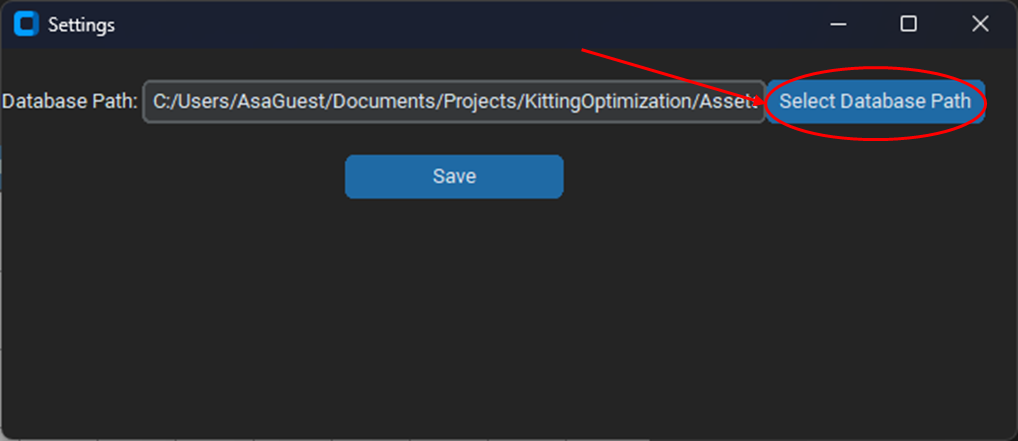 Settings
Database Path: C:/Users/AsaGuest/Documents/Projects/KittingOptimization/Assets Select Database Path
Save